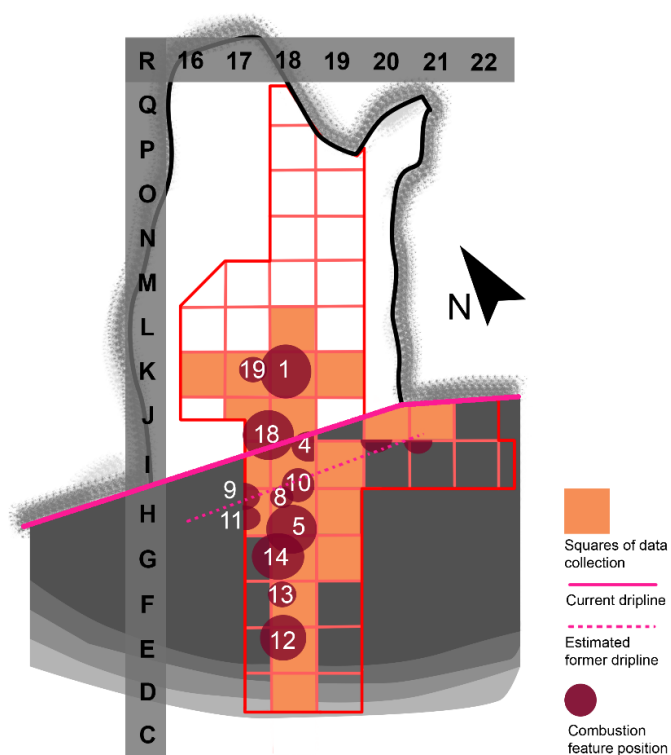 R 16 17 18 19 20 21 22
Q
P
O
N
M
N
L
K 19 1
J
18 4
I
10
9 8
H
11 5
G 14
F 13
E 12
D
C
Squares of data
collection
Current dripline
Estimated
former dripline
Combustion
feature position